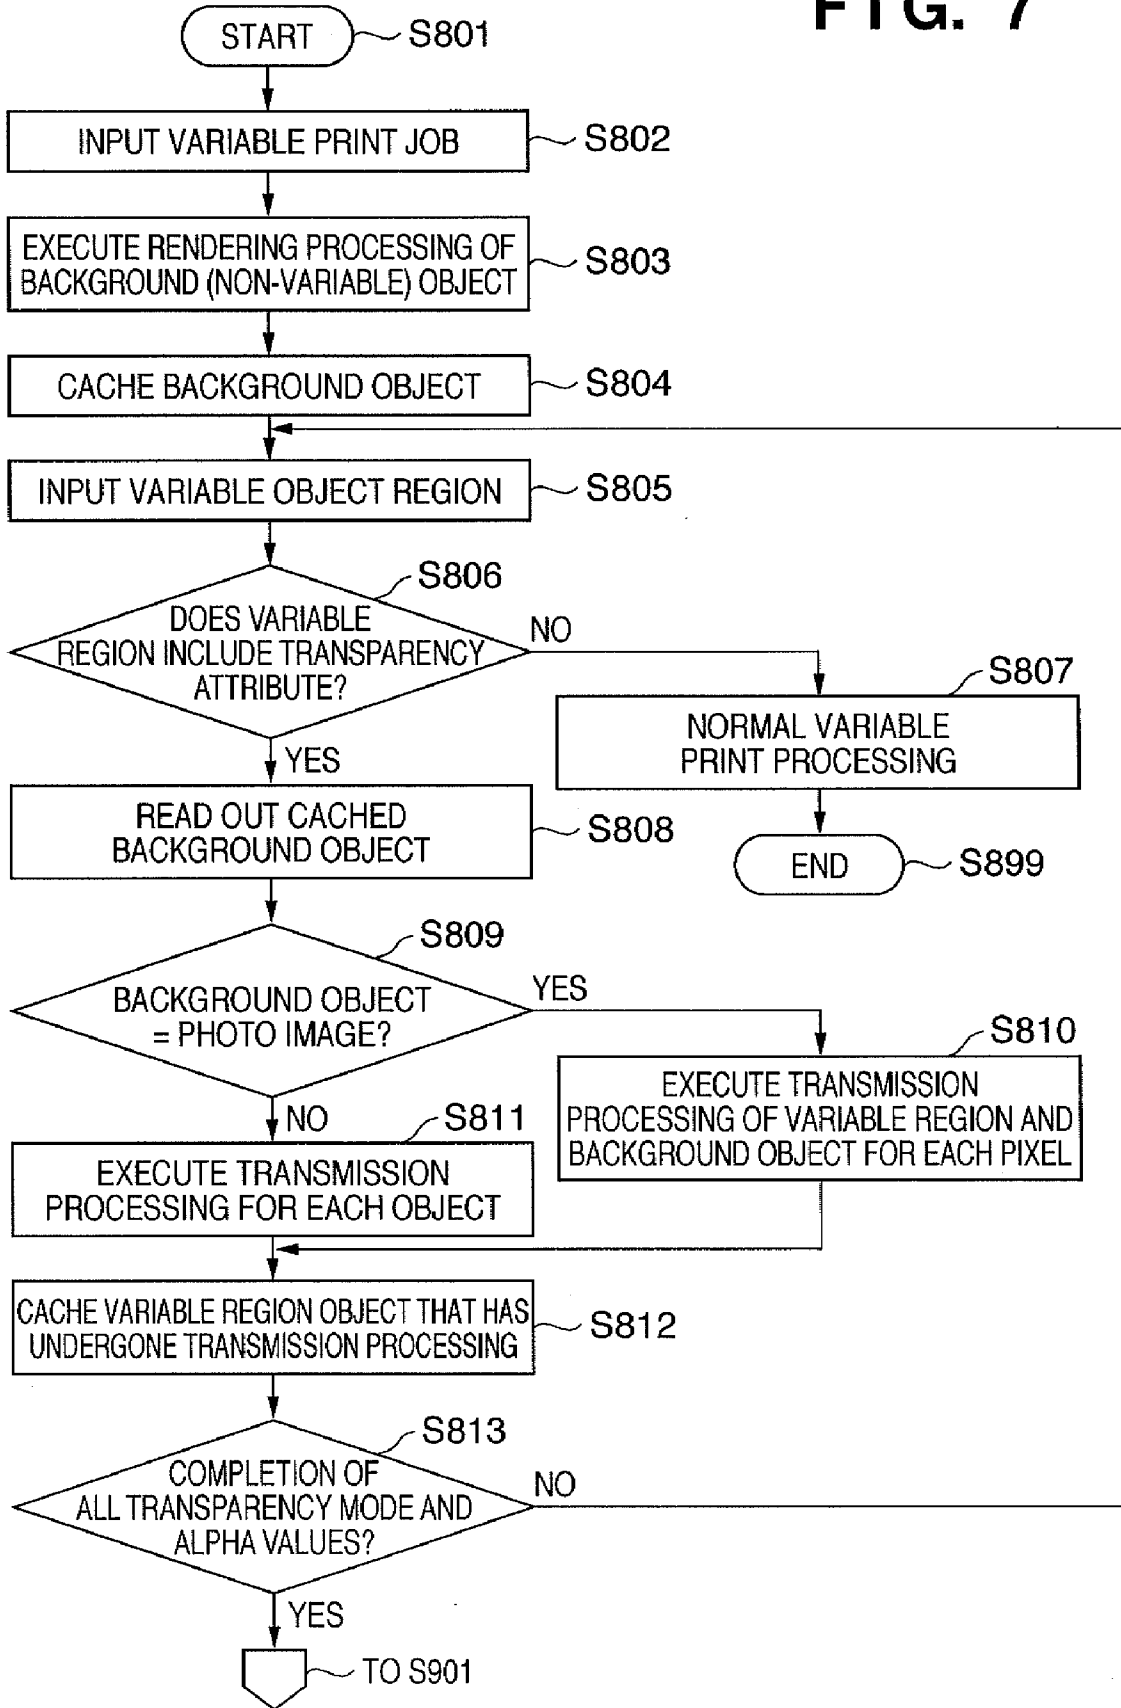 FIG. 7
START
S801
INPUT VARIABLE PRINT JOB
S802
EXECUTE RENDERING PROCESSING OF
BACKGROUND (NON-VARIABLE) OBJECT
S803
CACHE BACKGROUND OBJECT
S804
INPUT VARIABLE OBJECT REGION
S805
S806
DOES VARIABLE
REGION INCLUDE TRANSPARENCY
ATTRIBUTE?
NO
S807
NORMAL VARIABLE
PRINT PROCESSING
YES
READ OUT CACHED
BACKGROUND OBJECT
S808
END
S899
S809
BACKGROUND OBJECT
= PHOTO IMAGE?
YES
S810
EXECUTE TRANSMISSION
PROCESSING OF VARIABLE REGION AND
BACKGROUND OBJECT FOR EACH PIXEL
NO
S811
EXECUTE TRANSMISSION
PROCESSING FOR EACH OBJECT
CACHE VARIABLE REGION OBJECT THAT HAS
UNDERGONE TRANSMISSION PROCESSING
S812
S813
COMPLETION OF
ALL TRANSPARENCY MODE AND
ALPHA VALUES?
NO
YES
TO S901